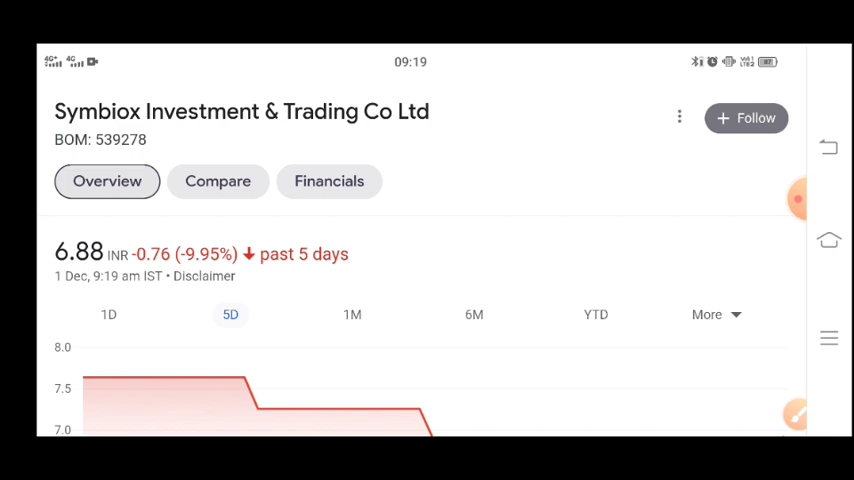 4G+ 4G 09:19
Symbiox Investment & Trading Co Ltd
BOM: 539278
+ Follow
Overview Compare Financials
6.88 INR -0.76 (-9.95%) ↓ past 5 days
1 Dec, 9:19 am IST • Disclaimer
1D 5D 1M 6M YTD More
8.0
7.5
7.0